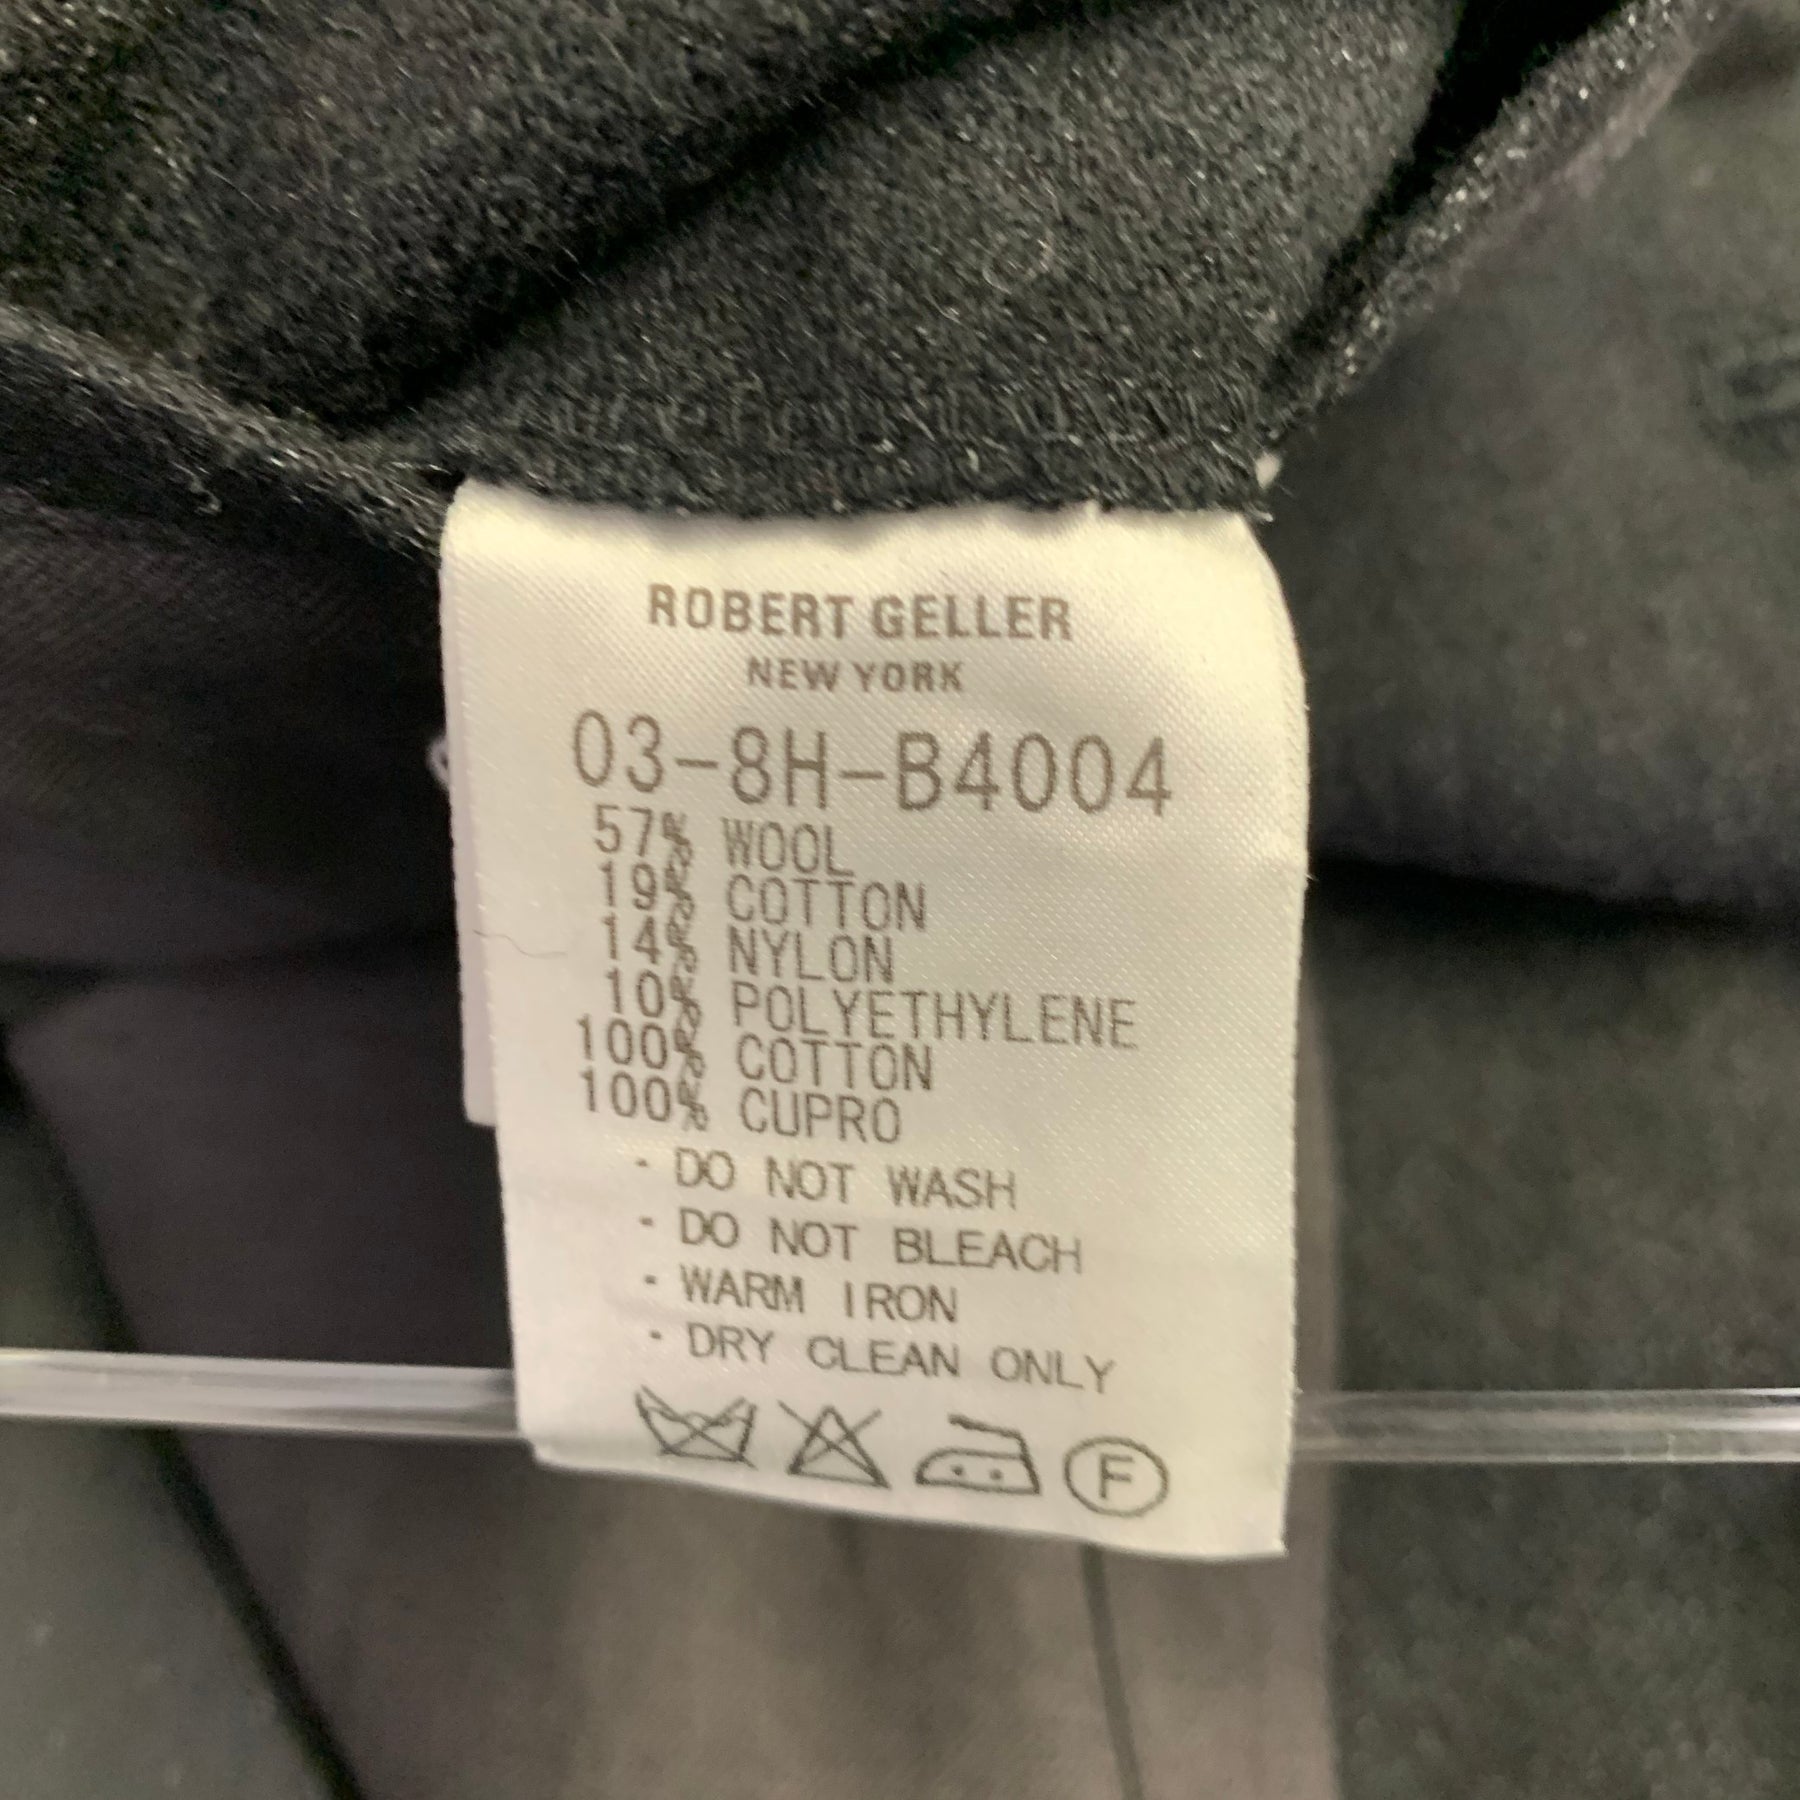 ROBERT GELLER
NEW YORK
03-8H-B4004
57% WOOL
19% COTTON
14% NYLON
10% POLYETHYLENE
100% COTTON
100% CUPRO
· DO NOT WASH
· DO NOT BLEACH
· WARM IRON
· DRY CLEAN ONLY
F